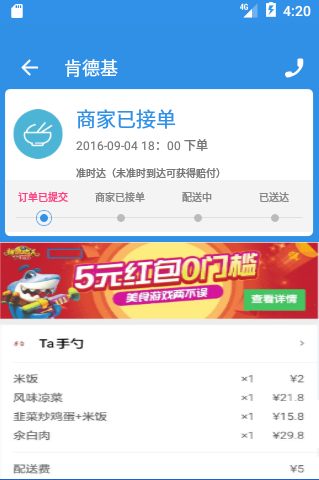 4:20
肯德基
商家已接单
2016-09-04 18：00 下单
准时达（未准时到达可获得赔付）
订单已提交 商家已接单 配送中 已送达
5元红包0门槛
美食游戏两不误
查看详情
Ta手勺
米饭 ×1 ¥2
风味凉菜 ×1 ¥21.8
韭菜炒鸡蛋+米饭 ×1 ¥15.8
汆白肉 ×1 ¥29.8
配送费 ¥5